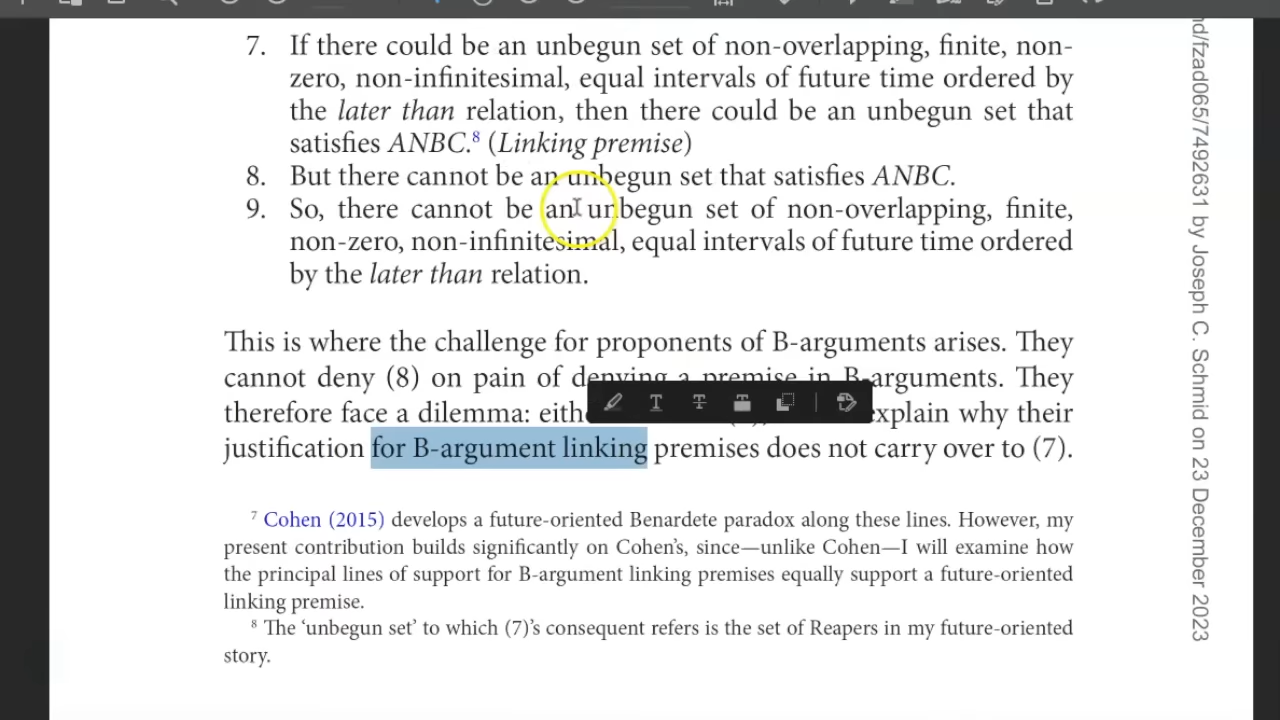 7. If there could be an unbegun set of non-overlapping, finite, non-
zero, non-infinitesimal, equal intervals of future time ordered by
the later than relation, then there could be an unbegun set that
satisfies ANBC.⁸ (Linking premise)
8. But there cannot be an unbegun set that satisfies ANBC.
9. So, there cannot be an unbegun set of non-overlapping, finite,
non-zero, non-infinitesimal, equal intervals of future time ordered
by the later than relation.
This is where the challenge for proponents of B-arguments arises. They
cannot deny (8) on pain of denying a premise in B-arguments. They
therefore face a dilemma: explain why their
justification for B-argument linking premises does not carry over to (7).
⁷ Cohen (2015) develops a future-oriented Benardete paradox along these lines. However, my
present contribution builds significantly on Cohen's, since—unlike Cohen—I will examine how
the principal lines of support for B-argument linking premises equally support a future-oriented
linking premise.
⁸ The ‘unbegun set’ to which (7)'s consequent refers is the set of Reapers in my future-oriented
story.
nd/fzad065/7492631 by Joseph C. Schmid on 23 December 2023